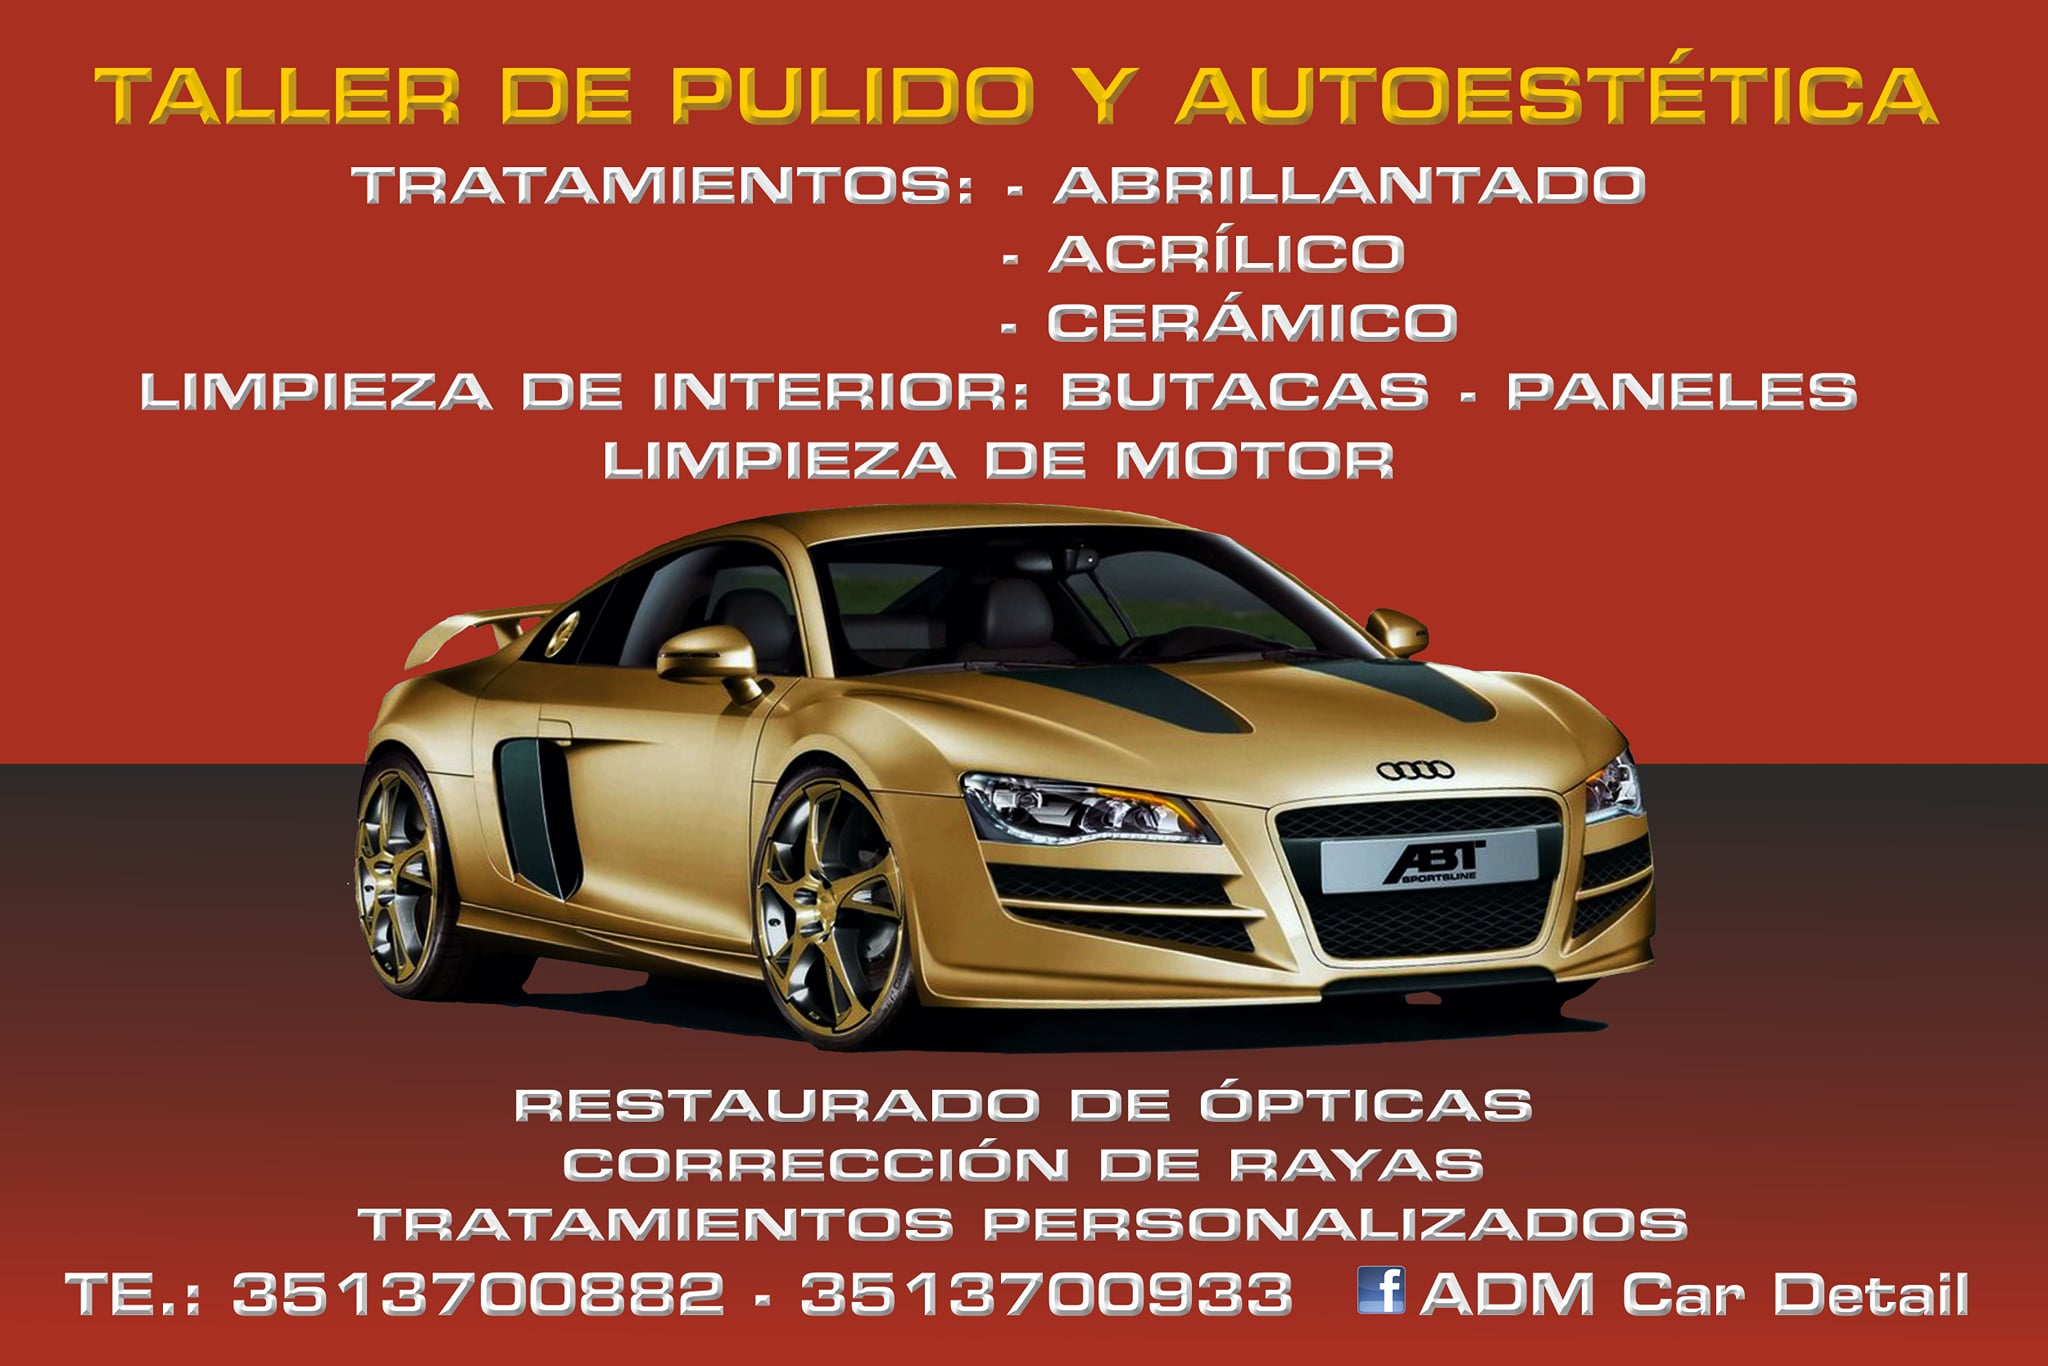 TALLER DE PULIDO Y AUTOESTÉTICA
TRATAMIENTOS: - ABRILLANTADO
- ACRÍLICO
- CERÁMICO
LIMPIEZA DE INTERIOR: BUTACAS - PANELES
LIMPIEZA DE MOTOR
ABT
SPORTSLINE
RESTAURADO DE ÓPTICAS
CORRECCIÓN DE RAYAS
TRATAMIENTOS PERSONALIZADOS
TE.: 3513700882 - 3513700933 f ADM Car Detail